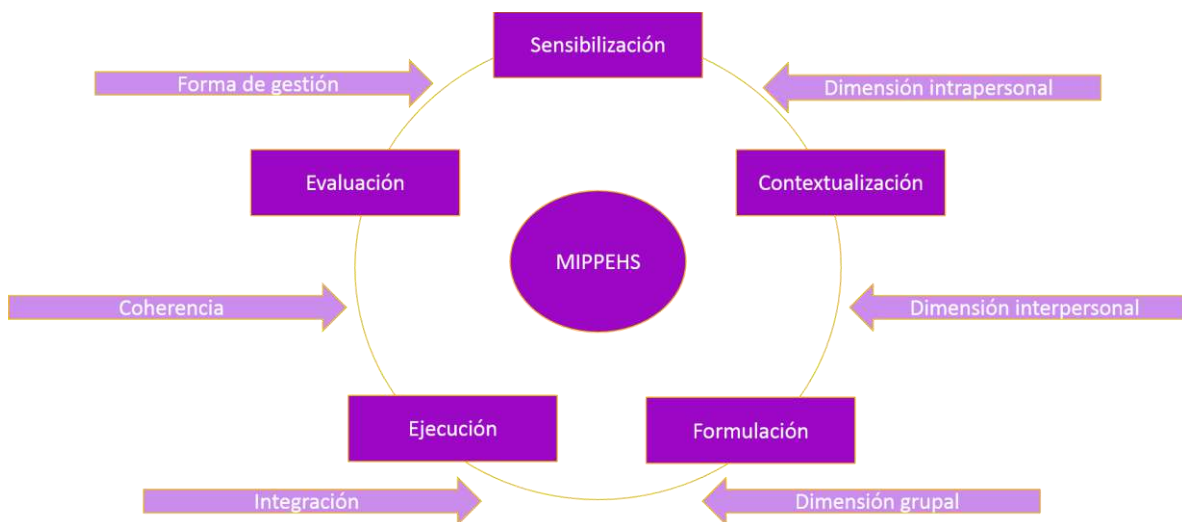 Sensibilización
Forma de gestión
Dimensión intrapersonal
Evaluación
Contextualización
MIPPEHS
Coherencia
Dimensión interpersonal
Ejecución
Formulación
Integración
Dimensión grupal